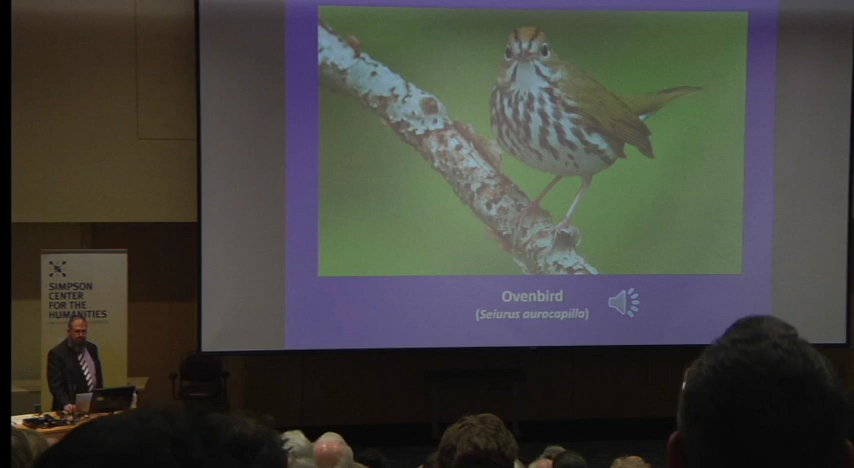 SIMPSON
CENTER
FOR THE
HUMANITIES
Ovenbird
(Seiurus aurocapilla)